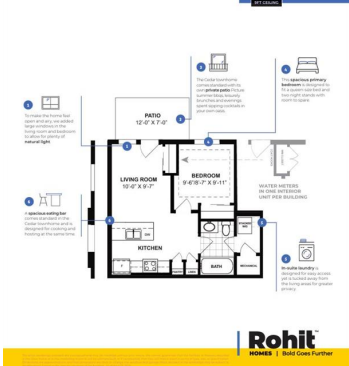 9FT CEILING
The Cedar townhome
comes standard with its
own private patio. Picture
summer bbqs, leisurely
brunches and evenings
spent sipping cocktails in
your own oasis.
This spacious primary
bedroom is designed to
fit a queen size bed and
two night stands with
room to space.
To make the home feel
open and airy, we added
large windows in the
living room and bedroom
to allow for plenty of
natural light.
PATIO
12'-0" X 7'-0"
LIVING ROOM
10'-0" X 9'-7"
BEDROOM
9'-6"/8'-7" X 9'-11"
WATER METERS
IN ONE INTERIOR
UNIT PER BUILDING
A spacious eating bar
comes standard in the
Cedar townhome and is
designed for cooking and
hosting at the same time.
KITCHEN
BATH
MECHANICAL
In-suite laundry is
designed for easy access
yet is tucked away from
the living areas for greater
privacy.
Rohit
HOMES | Bold Goes Further